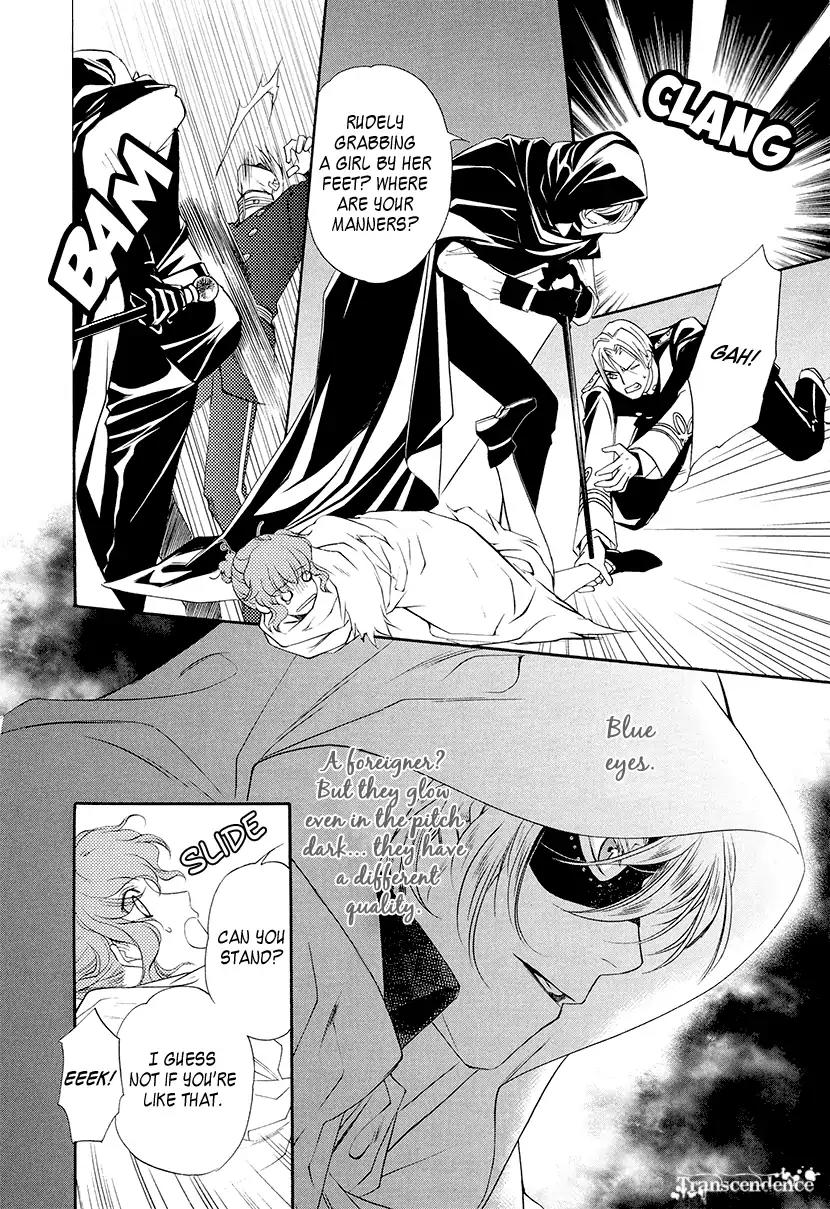 CLANG
GAH!
RUDELY
GRABBING
A GIRL BY HER
FEET? WHERE
ARE YOUR
MANNERS?
BAM
Blue
eyes.
A foreigner?
But they glow
even in the pitch
dark... they have
a different
quality.
SLIDE
CAN YOU
STAND?
I GUESS
NOT IF YOU'RE
LIKE THAT.
EEEK!
Transcendence